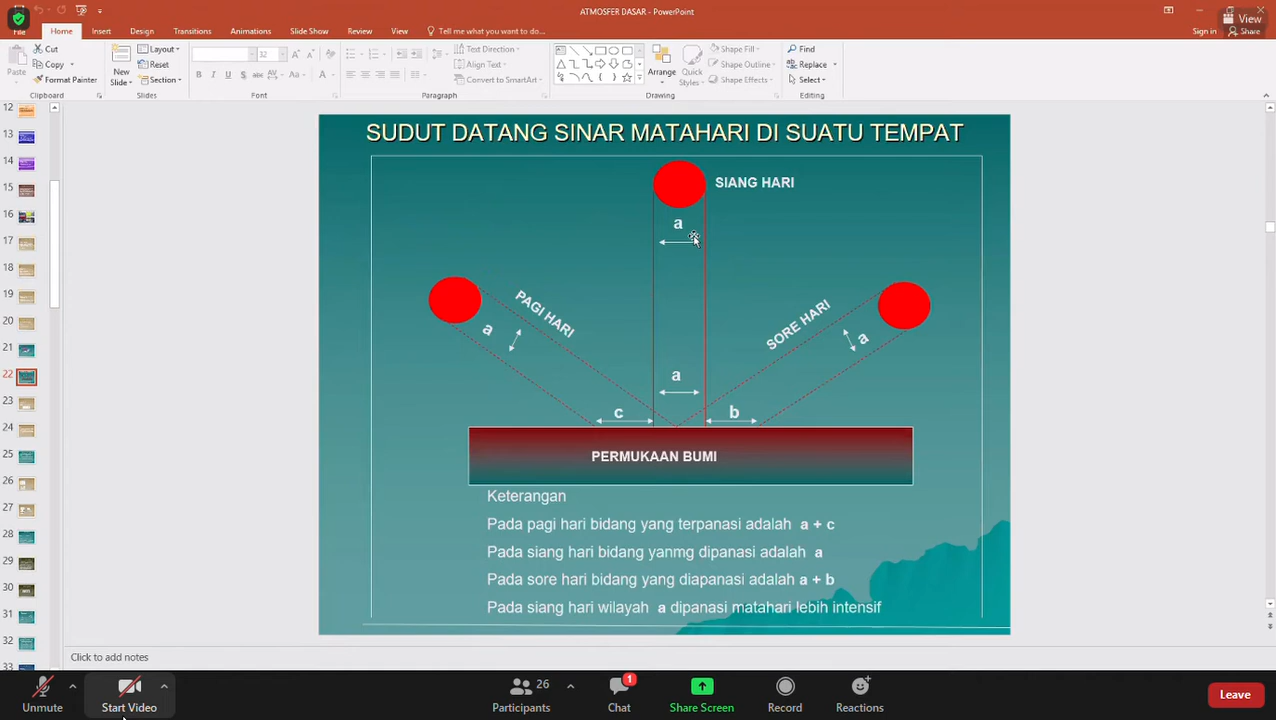 ATMOSFER DASAR - PowerPoint
View
File Home Insert Design Transitions Animations Slide Show Review View Tell me what you want to do...
Sign in Share
Paste
Cut
Copy
Format Painter
Clipboard
New Slide
Layout
Reset
Section
Slides
32
B I U S abc AV Aa A
Font
Text Direction
Align Text
Convert to SmartArt
Paragraph
Arrange
Quick Styles
Shape Fill
Shape Outline
Shape Effects
Drawing
Find
Replace
Select
Editing
12
13
14
15
16
17
18
19
20
21
22
23
24
25
26
27
28
29
30
31
32
33
SUDUT DATANG SINAR MATAHARI DI SUATU TEMPAT
SIANG HARI
a
PAGI HARI
a
SORE HARI
a
a
c
b
PERMUKAAN BUMI
Keterangan
Pada pagi hari bidang yang terpanasi adalah a + c
Pada siang hari bidang yanmg dipanasi adalah a
Pada sore hari bidang yang diapanasi adalah a + b
Pada siang hari wilayah a dipanasi matahari lebih intensif
Click to add notes
Unmute
Start Video
26
Participants
1
Chat
Share Screen
Record
Reactions
Leave